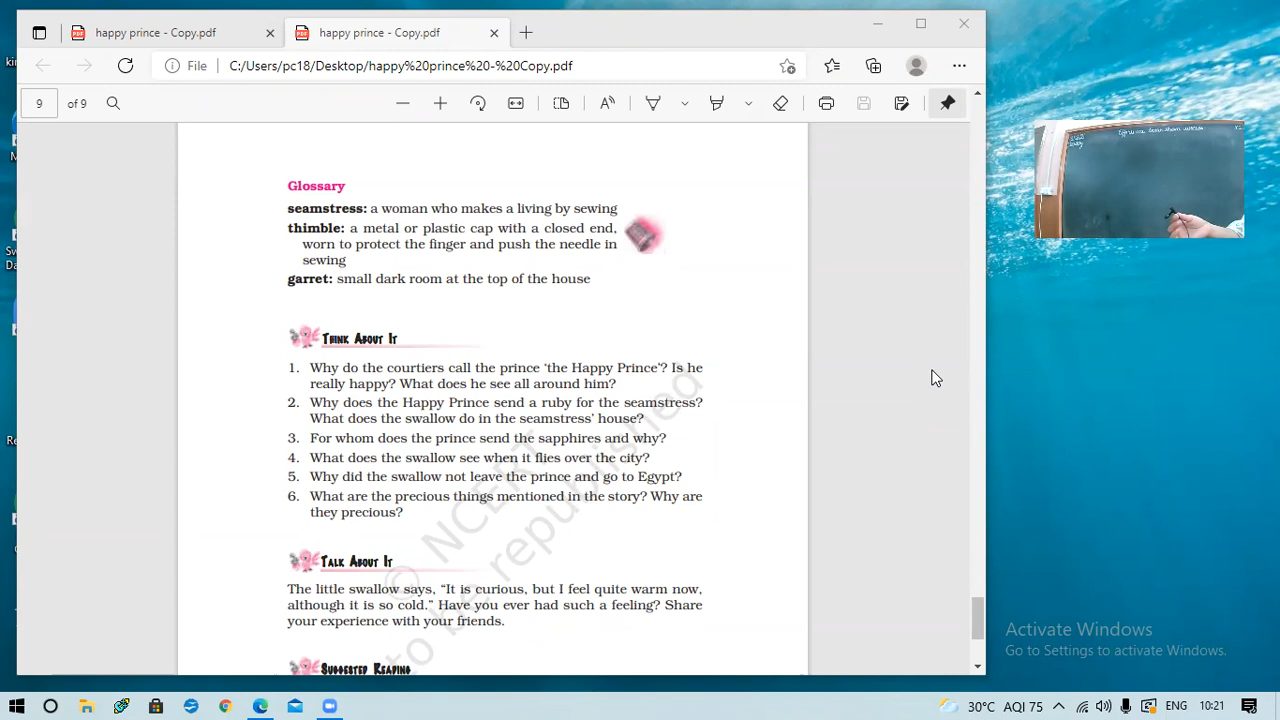 happy prince - Copy.pdf
happy prince - Copy.pdf
File
C:/Users/pc18/Desktop/happy%20prince%20-%20Copy.pdf
9 of 9
Glossary
seamstress: a woman who makes a living by sewing
thimble: a metal or plastic cap with a closed end,
worn to protect the finger and push the needle in
sewing
garret: small dark room at the top of the house
Think About It
1. Why do the courtiers call the prince ‘the Happy Prince’? Is he
really happy? What does he see all around him?
2. Why does the Happy Prince send a ruby for the seamstress?
What does the swallow do in the seamstress’ house?
3. For whom does the prince send the sapphires and why?
4. What does the swallow see when it flies over the city?
5. Why did the swallow not leave the prince and go to Egypt?
6. What are the precious things mentioned in the story? Why are
they precious?
Talk About It
The little swallow says, “It is curious, but I feel quite warm now,
although it is so cold.” Have you ever had such a feeling? Share
your experience with your friends.
Suggested Reading
© NCERT
to be republished
Activate Windows
Go to Settings to activate Windows.
30°C AQI 75
ENG
10:21